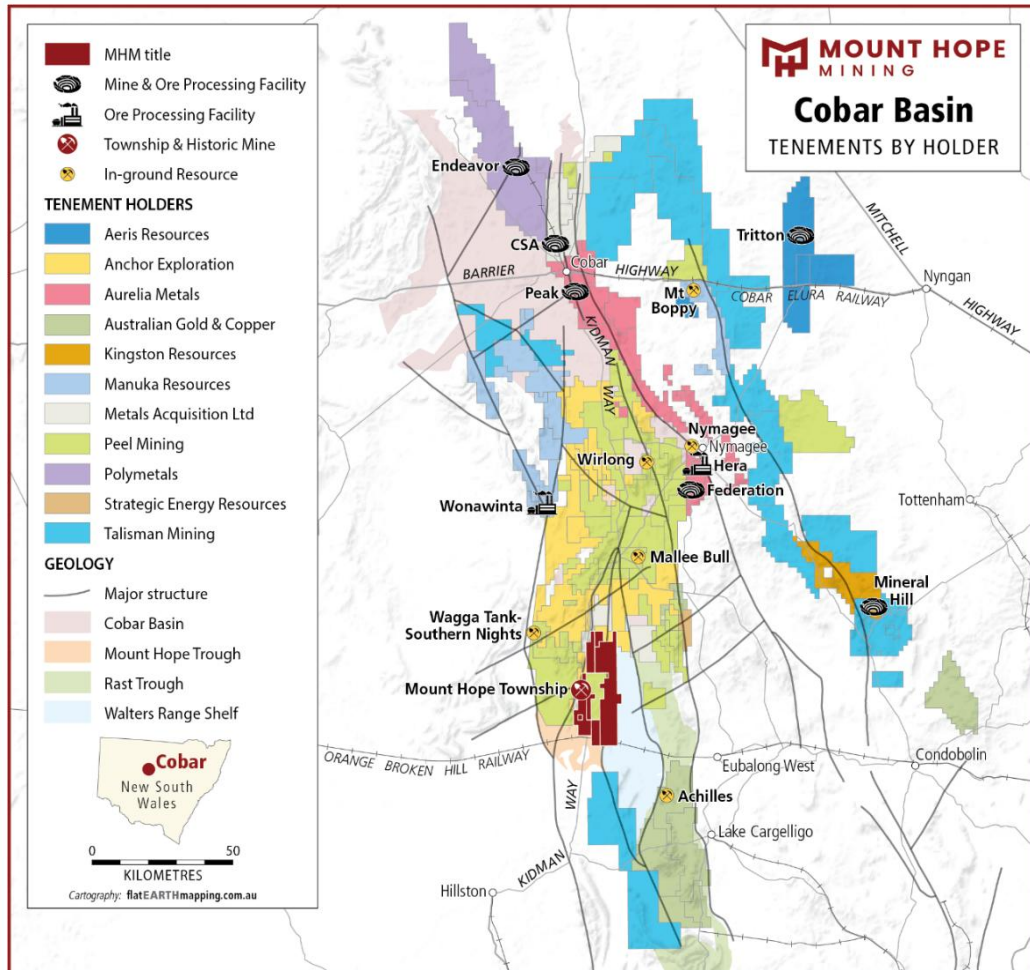 MHM title
Mine & Ore Processing Facility
Ore Processing Facility
Township & Historic Mine
In-ground Resource
TENEMENT HOLDERS
Aeris Resources
Anchor Exploration
Aurelia Metals
Australian Gold & Copper
Kingston Resources
Manuka Resources
Metals Acquisition Ltd
Peel Mining
Polymetals
Strategic Energy Resources
Talisman Mining
GEOLOGY
Major structure
Cobar Basin
Mount Hope Trough
Rast Trough
Walters Range Shelf
Cobar
New South
Wales
0 50
KILOMETRES
Cartography: flatEARTHmapping.com.au
MOUNT HOPE
MINING
Cobar Basin
TENEMENTS BY HOLDER
Endeavor
CSA
Cobar
BARRIER HIGHWAY
Peak
Tritton
MITCHELL
HIGHWAY
Nyngan
Mt
Boppy
COBAR ELURA RAILWAY
KIDMAN
WAY
Nymagee
Nymagee
Wirlong
Hera
Federation
Wonawinta
Tottenham
Mallee Bull
Mineral
Hill
Wagga Tank-
Southern Nights
Mount Hope Township
ORANGE BROKEN HILL RAILWAY
Eubalong West
Condobolin
WAY
Achilles
Lake Cargelligo
KIDMAN
Hillston